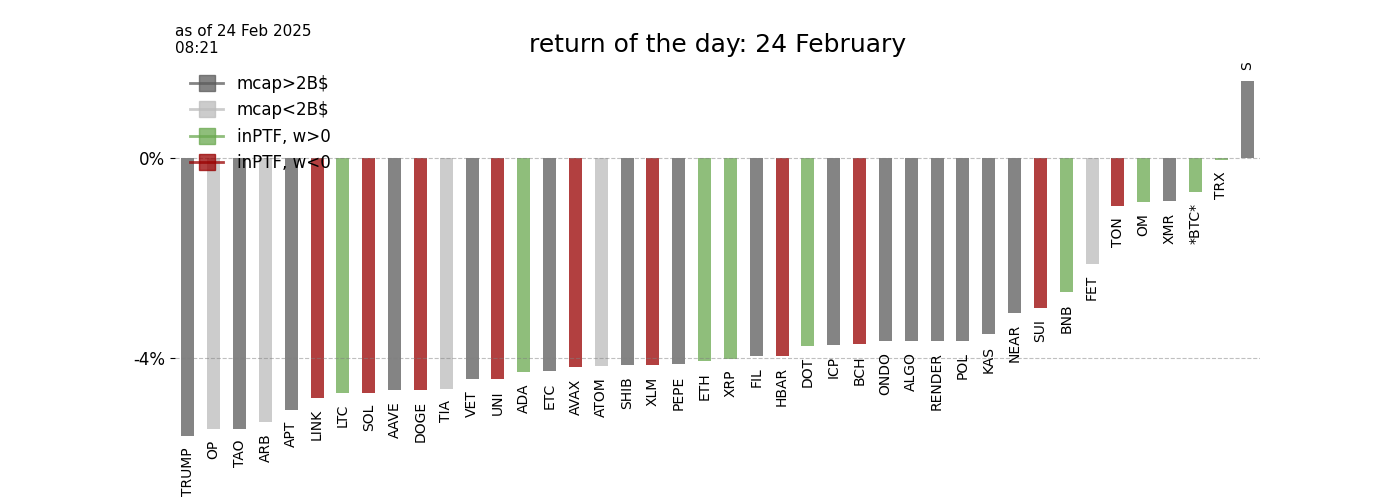 as of 24 Feb 2025
08:21
return of the day: 24 February
mcap>2B$
mcap<2B$
inPTF, w>0
inPTF, w<0
0%
-4%
TRUMP
OP
TAO
ARB
APT
LINK
LTC
SOL
AAVE
DOGE
TIA
VET
UNI
ADA
ETC
AVAX
ATOM
SHIB
XLM
PEPE
ETH
XRP
FIL
HBAR
DOT
ICP
BCH
ONDO
ALGO
RENDER
POL
KAS
NEAR
SUI
BNB
FET
TON
OM
XMR
*BTC*
TRX
S